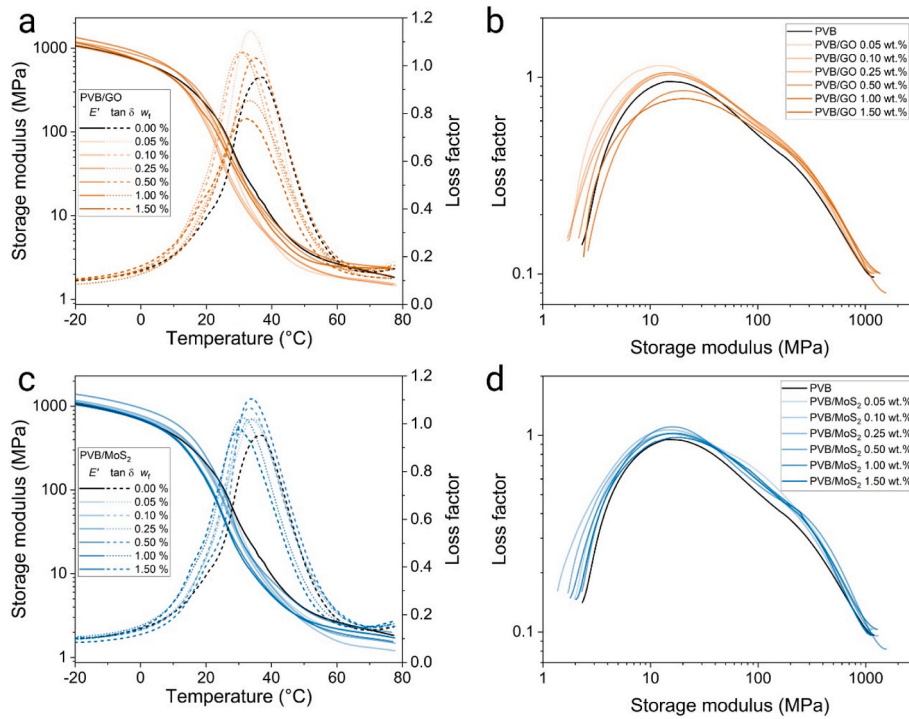 a
Storage modulus (MPa)
1000
100
10
1
PVB/GO
E' tan δ wf
0.00 %
0.05 %
0.10 %
0.25 %
0.50 %
1.00 %
1.50 %
1.2
1.0
0.8
0.6
0.4
0.2
0.0
Loss factor
-20 0 20 40 60 80
Temperature (°C)
b
Loss factor
1
0.1
PVB
PVB/GO 0.05 wt.%
PVB/GO 0.10 wt.%
PVB/GO 0.25 wt.%
PVB/GO 0.50 wt.%
PVB/GO 1.00 wt.%
PVB/GO 1.50 wt.%
1 10 100 1000
Storage modulus (MPa)
c
Storage modulus (MPa)
1000
100
10
1
PVB/MoS₂
E' tan δ wf
0.00 %
0.05 %
0.10 %
0.25 %
0.50 %
1.00 %
1.50 %
1.2
1.0
0.8
0.6
0.4
0.2
0.0
Loss factor
-20 0 20 40 60 80
Temperature (°C)
d
Loss factor
1
0.1
PVB
PVB/MoS₂ 0.05 wt.%
PVB/MoS₂ 0.10 wt.%
PVB/MoS₂ 0.25 wt.%
PVB/MoS₂ 0.50 wt.%
PVB/MoS₂ 1.00 wt.%
PVB/MoS₂ 1.50 wt.%
1 10 100 1000
Storage modulus (MPa)